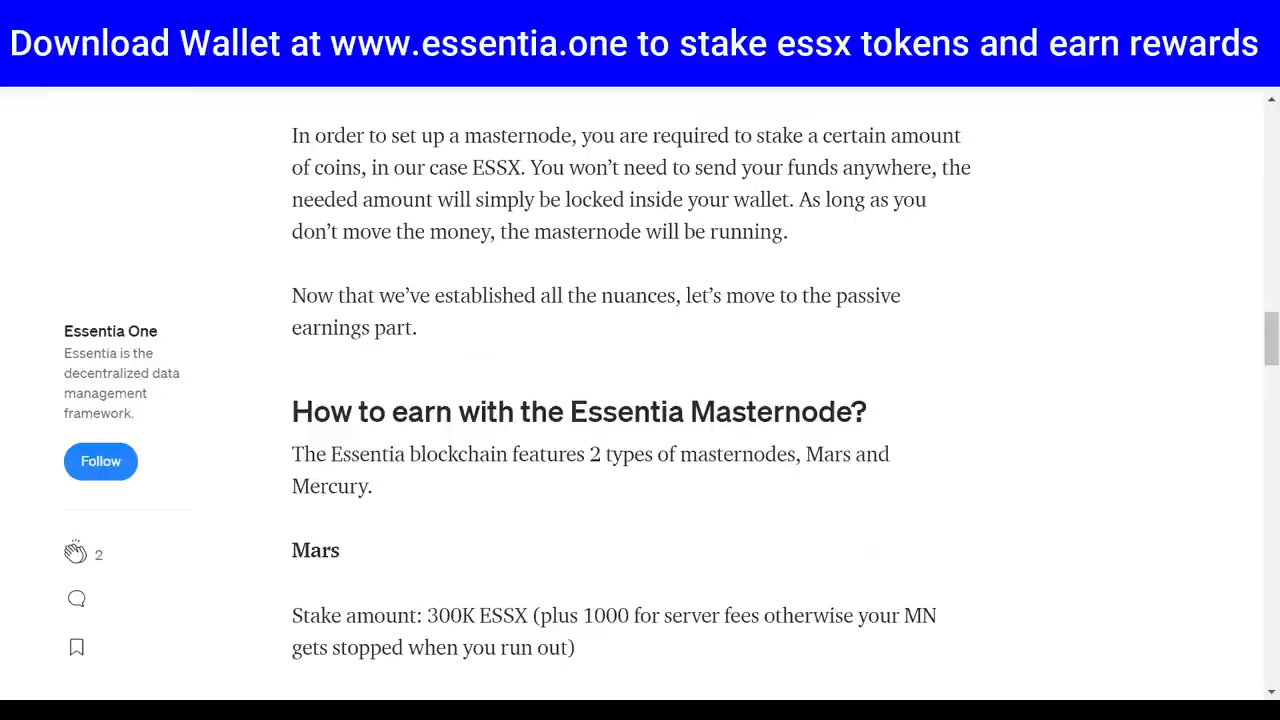 Download Wallet at www.essentia.one to stake essx tokens and earn rewards
In order to set up a masternode, you are required to stake a certain amount
of coins, in our case ESSX. You won’t need to send your funds anywhere, the
needed amount will simply be locked inside your wallet. As long as you
don’t move the money, the masternode will be running.
Now that we’ve established all the nuances, let’s move to the passive
earnings part.
Essentia One
Essentia is the
decentralized data
management
framework.
Follow
2
How to earn with the Essentia Masternode?
The Essentia blockchain features 2 types of masternodes, Mars and
Mercury.
Mars
Stake amount: 300K ESSX (plus 1000 for server fees otherwise your MN
gets stopped when you run out)